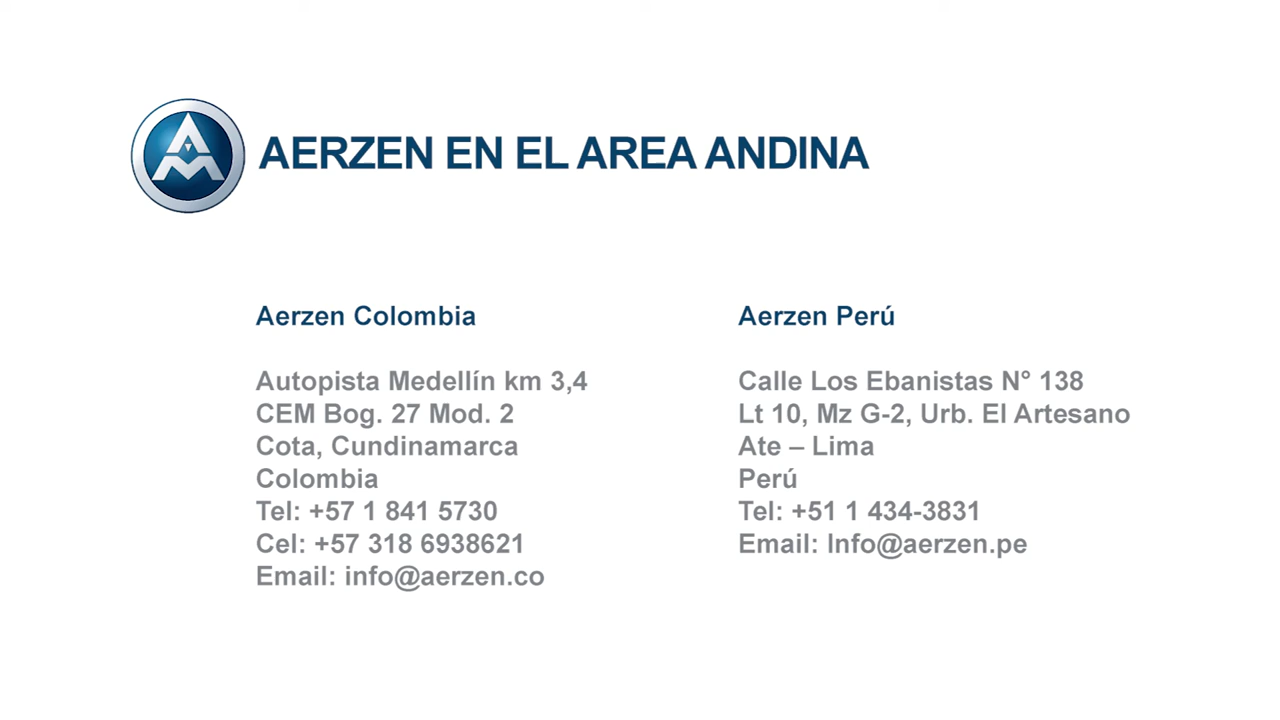 AERZEN EN EL AREA ANDINA
Aerzen Colombia
Autopista Medellín km 3,4
CEM Bog. 27 Mod. 2
Cota, Cundinamarca
Colombia
Tel: +57 1 841 5730
Cel: +57 318 6938621
Email: info@aerzen.co
Aerzen Perú
Calle Los Ebanistas N° 138
Lt 10, Mz G-2, Urb. El Artesano
Ate – Lima
Perú
Tel: +51 1 434-3831
Email: Info@aerzen.pe